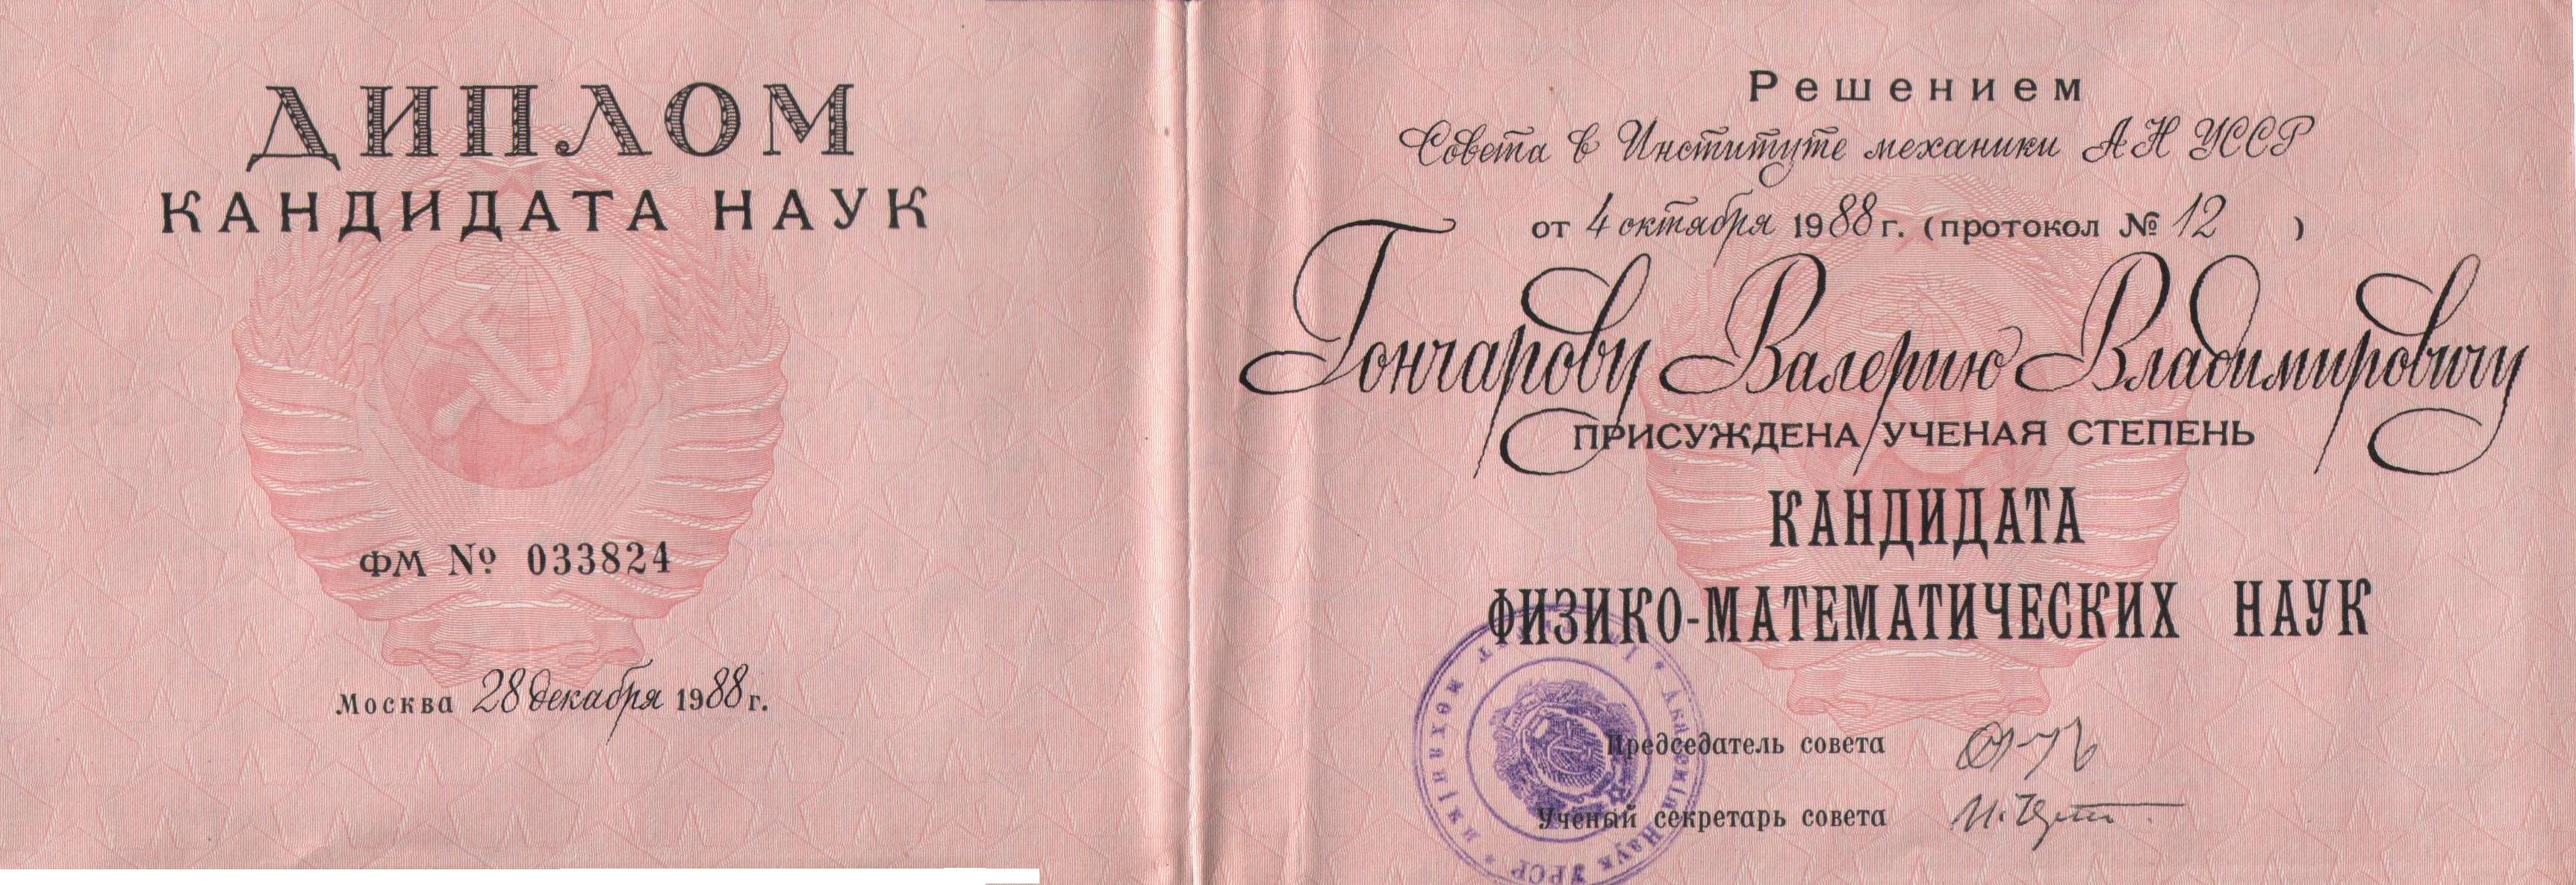 ДИПЛОМ
КАНДИДАТА НАУК
ФМ № 033824
Москва 28 декабря 1988 г.
Решением
Совета в Институте механики АН УССР
от 4 октября 1988 г. (протокол № 12 )
Гончарову Валерию Владимировичу
ПРИСУЖДЕНА УЧЕНАЯ СТЕПЕНЬ
КАНДИДАТА
ФИЗИКО-МАТЕМАТИЧЕСКИХ НАУК
Председатель совета
Ученый секретарь совета